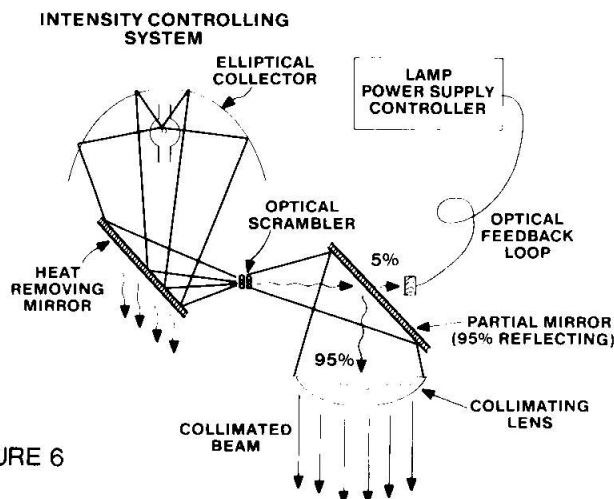 INTENSITY CONTROLLING
SYSTEM
ELLIPTICAL
COLLECTOR
LAMP
POWER SUPPLY
CONTROLLER
OPTICAL
SCRAMBLER
OPTICAL
FEEDBACK
LOOP
5%
HEAT
REMOVING
MIRROR
PARTIAL MIRROR
(95% REFLECTING)
95%
COLLIMATING
LENS
COLLIMATED
BEAM
URE 6